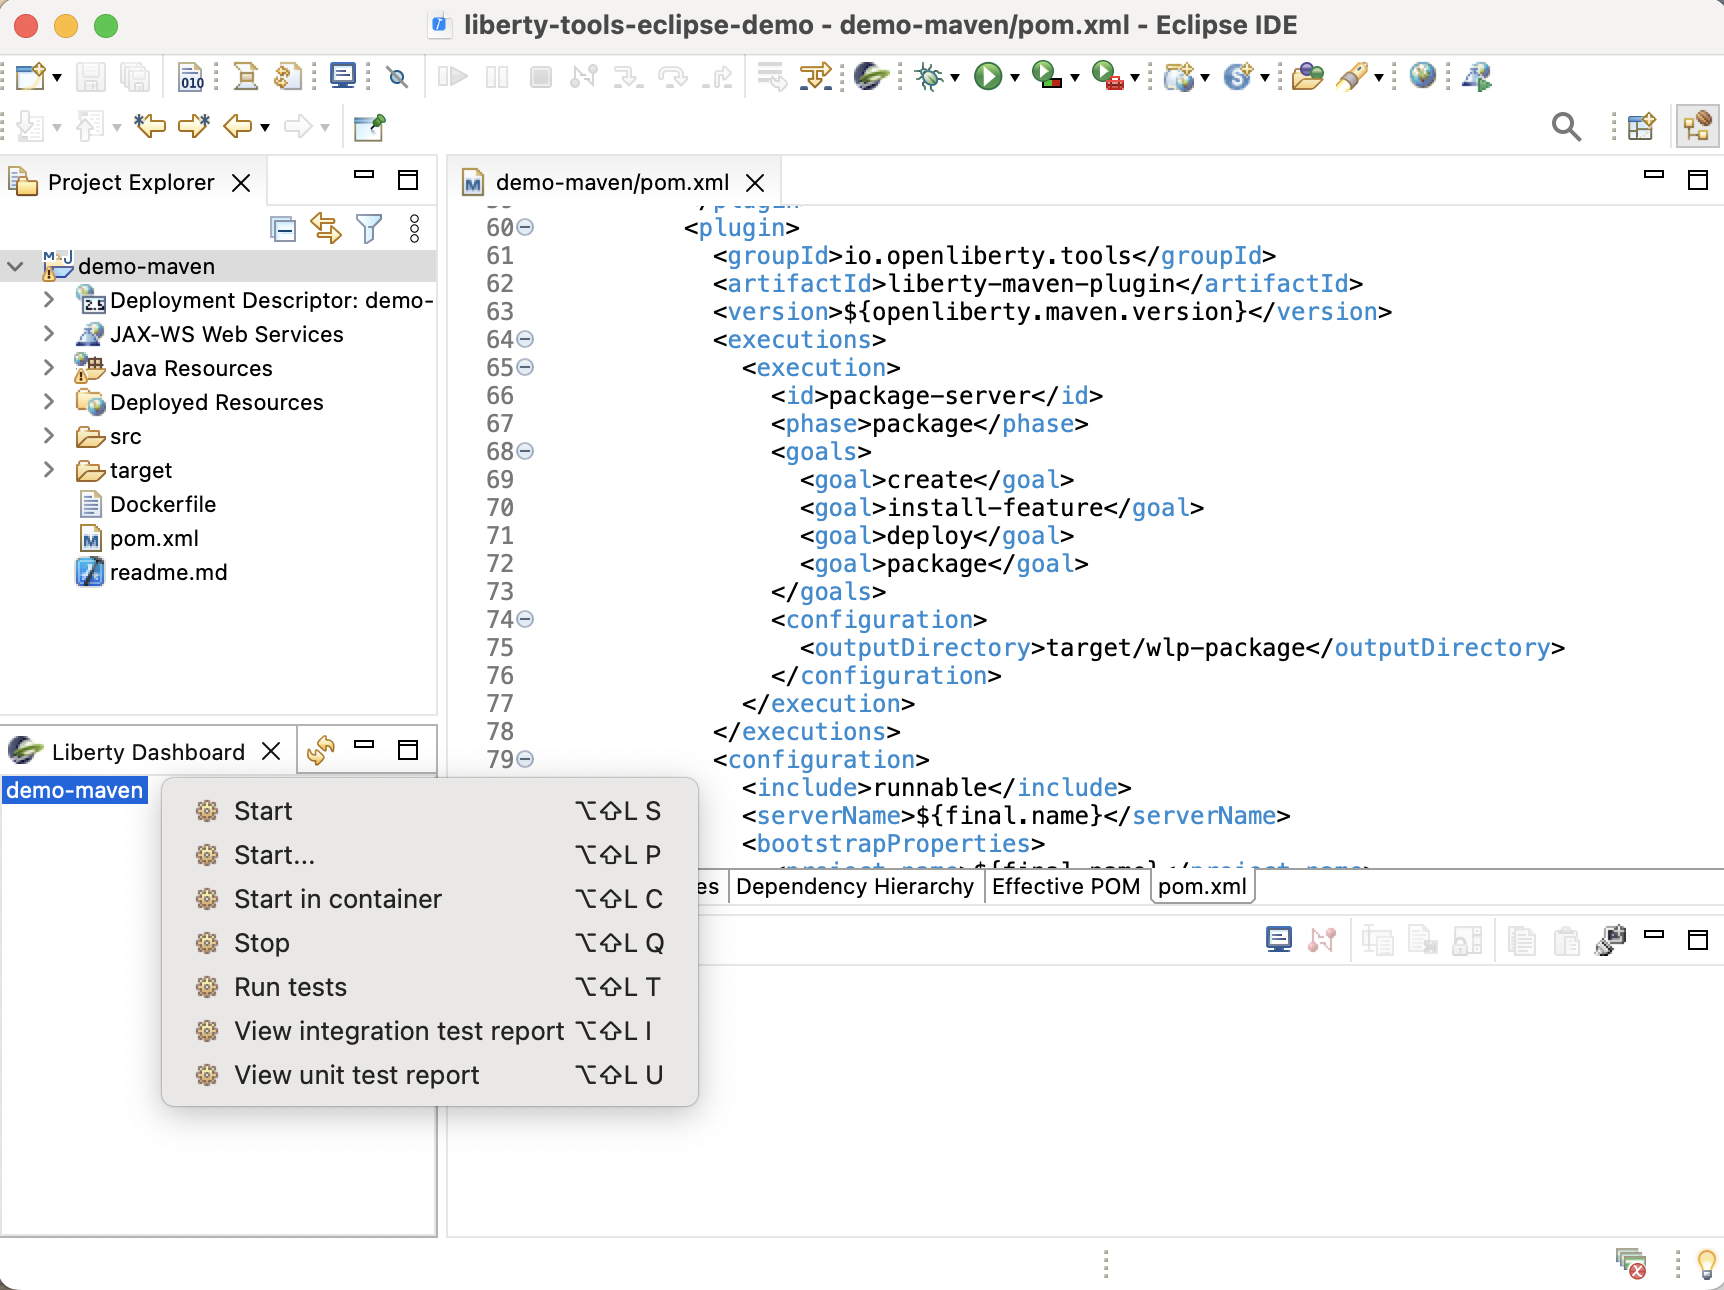 liberty-tools-eclipse-demo - demo-maven/pom.xml - Eclipse IDE
010
Project Explorer
demo-maven/pom.xml
demo-maven
Deployment Descriptor: demo-
JAX-WS Web Services
Java Resources
Deployed Resources
src
target
Dockerfile
pom.xml
readme.md
60 <plugin>
61 <groupId>io.openliberty.tools</groupId>
62 <artifactId>liberty-maven-plugin</artifactId>
63 <version>${openliberty.maven.version}</version>
64 <executions>
65 <execution>
66 <id>package-server</id>
67 <phase>package</phase>
68 <goals>
69 <goal>create</goal>
70 <goal>install-feature</goal>
71 <goal>deploy</goal>
72 <goal>package</goal>
73 </goals>
74 <configuration>
75 <outputDirectory>target/wlp-package</outputDirectory>
76 </configuration>
77 </execution>
78 </executions>
79 <configuration>
<include>runnable</include>
<serverName>${final.name}</serverName>
<bootstrapProperties>
es
Dependency Hierarchy
Effective POM
pom.xml
Liberty Dashboard
demo-maven
Start ⌥⇧L S
Start... ⌥⇧L P
Start in container ⌥⇧L C
Stop ⌥⇧L Q
Run tests ⌥⇧L T
View integration test report ⌥⇧L I
View unit test report ⌥⇧L U